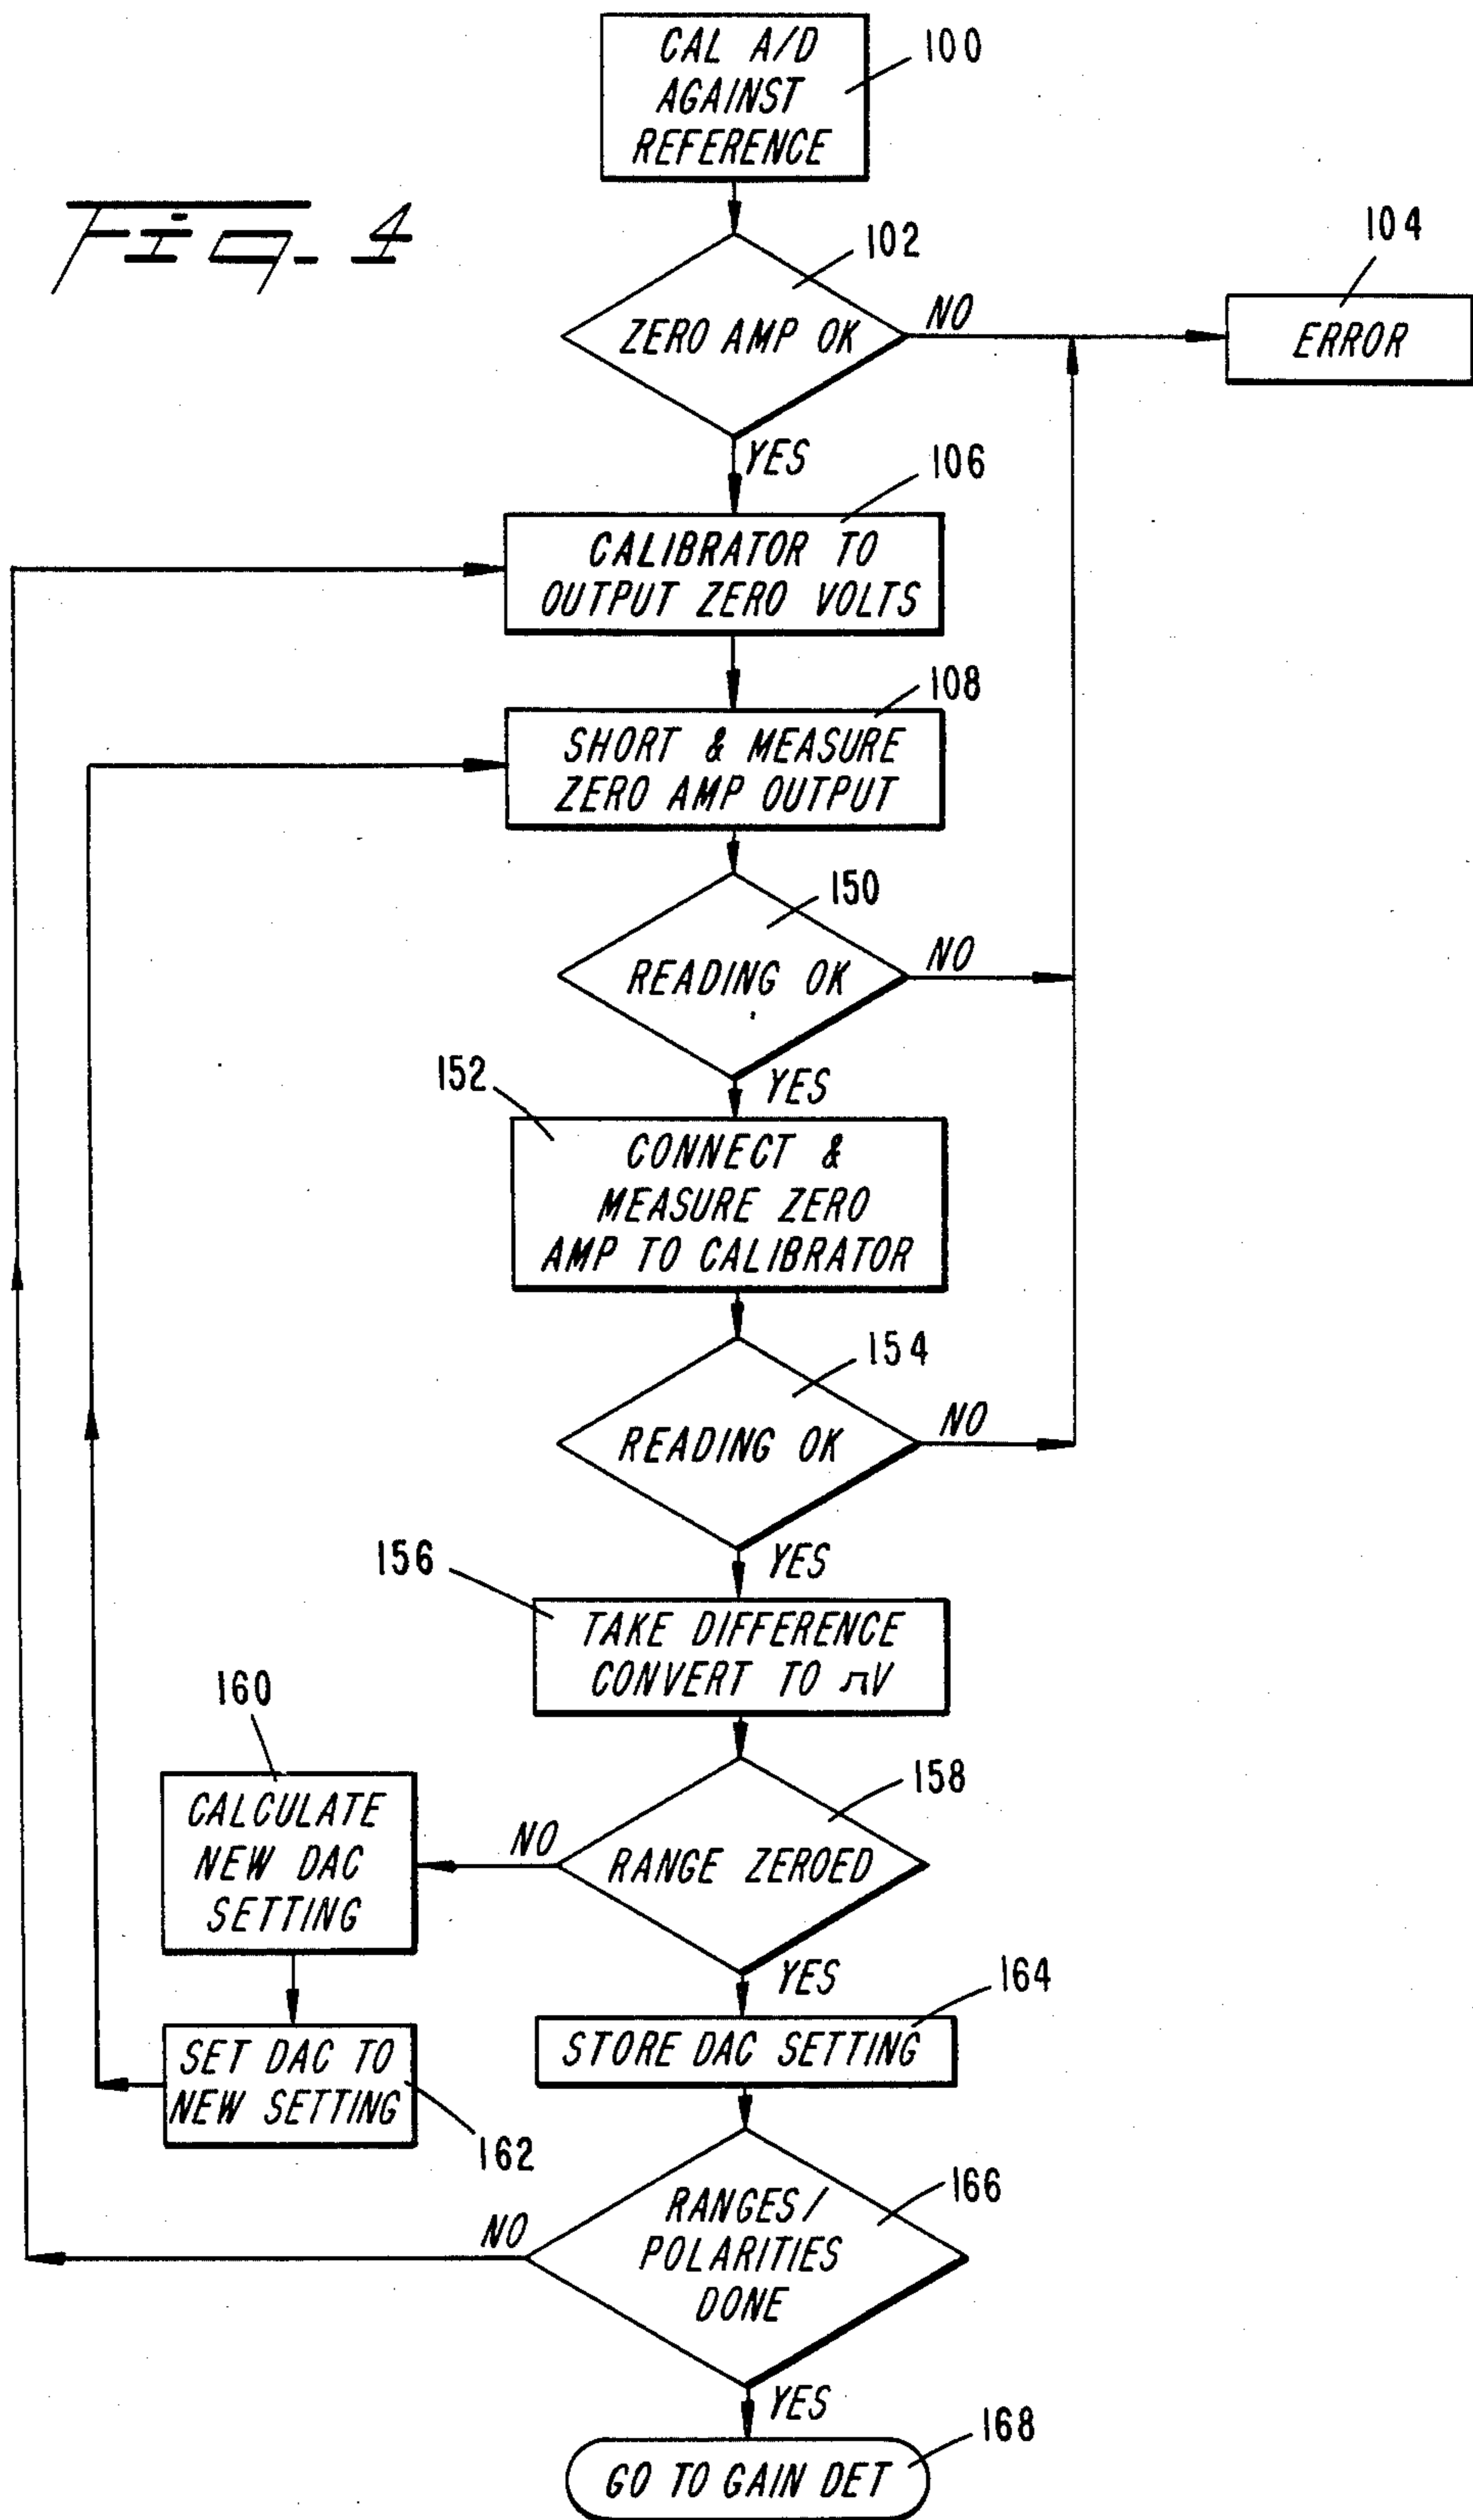 Fig. 4
CAL A/D
AGAINST
REFERENCE
100
102
ZERO AMP OK
NO
104
ERROR
YES
106
CALIBRATOR TO
OUTPUT ZERO VOLTS
108
SHORT & MEASURE
ZERO AMP OUTPUT
150
READING OK
NO
YES
152
CONNECT &
MEASURE ZERO
AMP TO CALIBRATOR
154
READING OK
NO
YES
156
TAKE DIFFERENCE
CONVERT TO πV
158
RANGE ZEROED
NO
160
CALCULATE
NEW DAC
SETTING
YES
162
SET DAC TO
NEW SETTING
164
STORE DAC SETTING
166
RANGES/
POLARITIES
DONE
NO
YES
168
GO TO GAIN DET